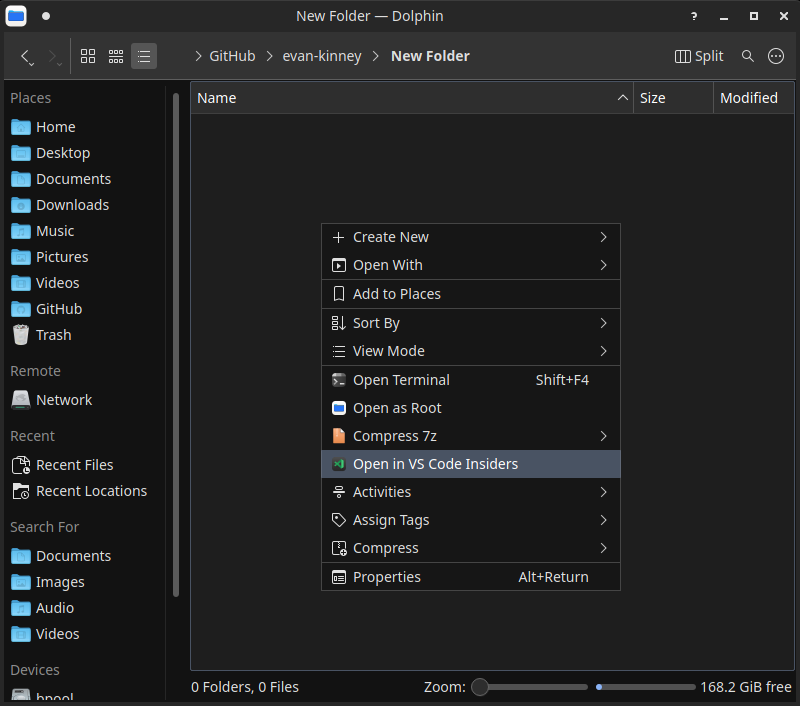 New Folder — Dolphin
?
GitHub > evan-kinney > New Folder
Split
Places
Home
Desktop
Documents
Downloads
Music
Pictures
Videos
GitHub
Trash
Remote
Network
Recent
Recent Files
Recent Locations
Search For
Documents
Images
Audio
Videos
Devices
bpool
Name Size Modified
Create New
Open With
Add to Places
Sort By
View Mode
Open Terminal Shift+F4
Open as Root
Compress 7z
Open in VS Code Insiders
Activities
Assign Tags
Compress
Properties Alt+Return
0 Folders, 0 Files Zoom: 168.2 GiB free